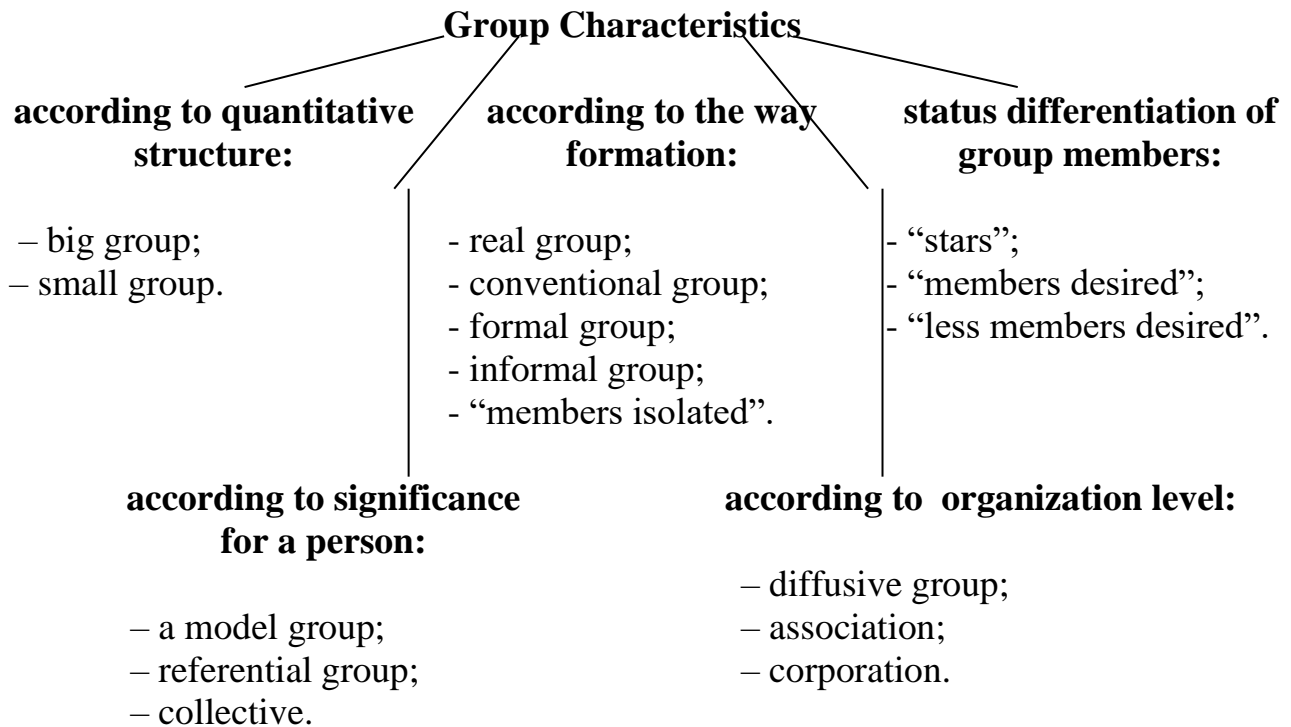 Group Characteristics
according to quantitative
structure:
– big group;
– small group.
according to the way
formation:
- real group;
- conventional group;
- formal group;
- informal group;
- “members isolated”.
status differentiation of
group members:
- “stars”;
- “members desired”;
- “less members desired”.
according to significance
for a person:
– a model group;
– referential group;
– collective.
according to organization level:
– diffusive group;
– association;
– corporation.